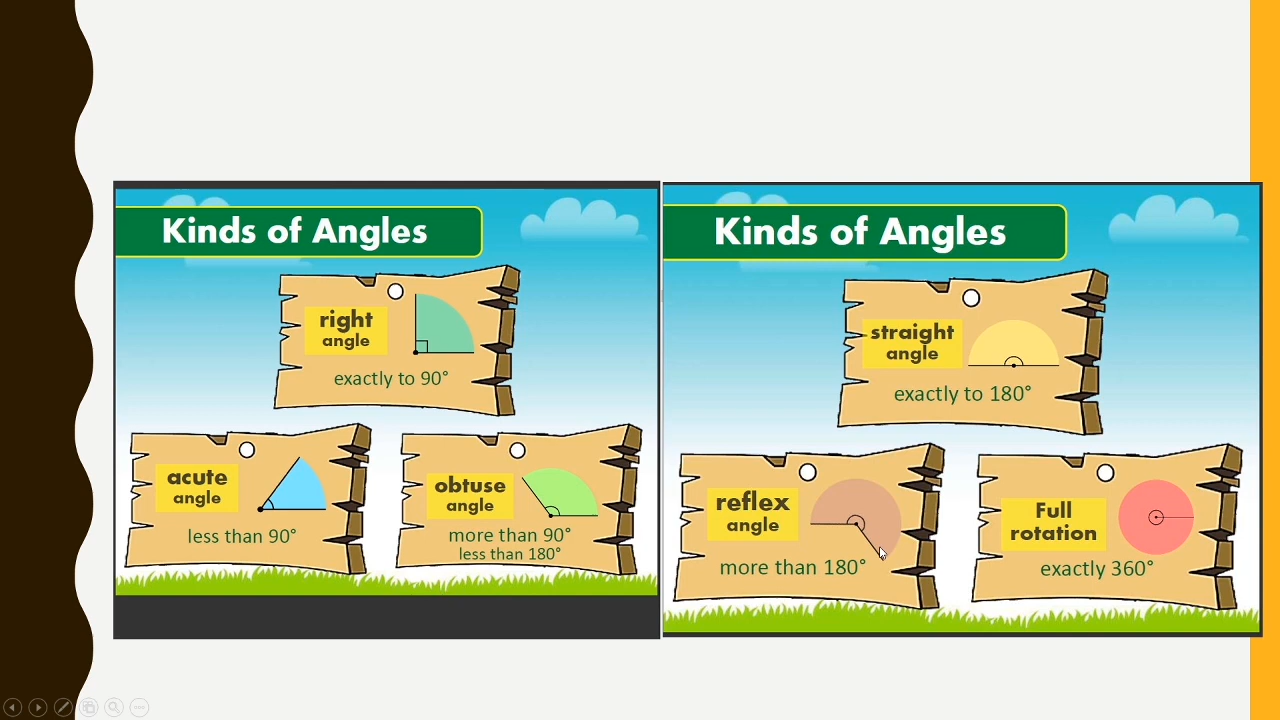 Kinds of Angles
right
angle
exactly to 90°
acute
angle
less than 90°
obtuse
angle
more than 90°
less than 180°
Kinds of Angles
straight
angle
exactly to 180°
reflex
angle
more than 180°
Full
rotation
exactly 360°